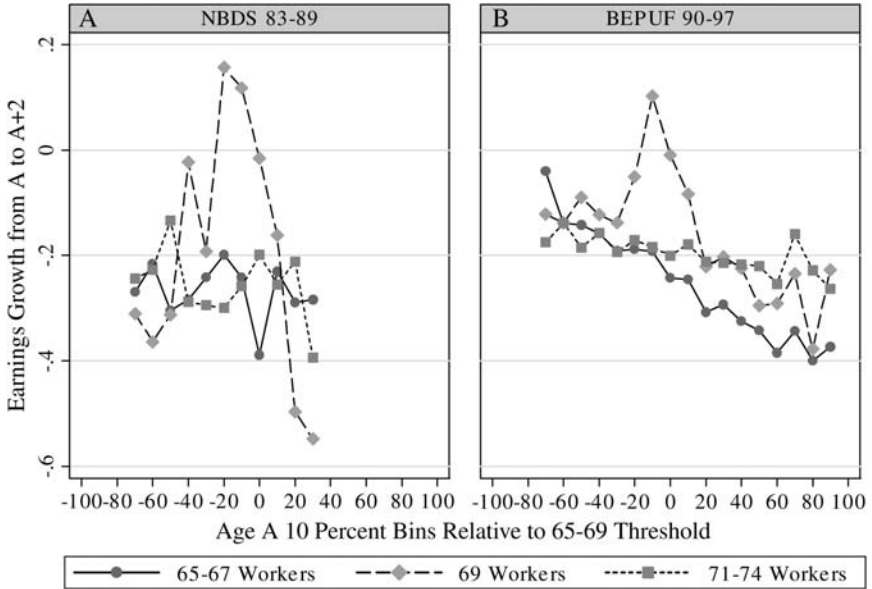 A NBDS 83-89
B BEPUF 90-97
Earnings Growth from A to A+2
.2
0
-.2
-.4
-.6
-100 -80 -60 -40 -20 0 20 40 60 80 100
-100 -80 -60 -40 -20 0 20 40 60 80 100
Age A 10 Percent Bins Relative to 65-69 Threshold
65-67 Workers 69 Workers 71-74 Workers